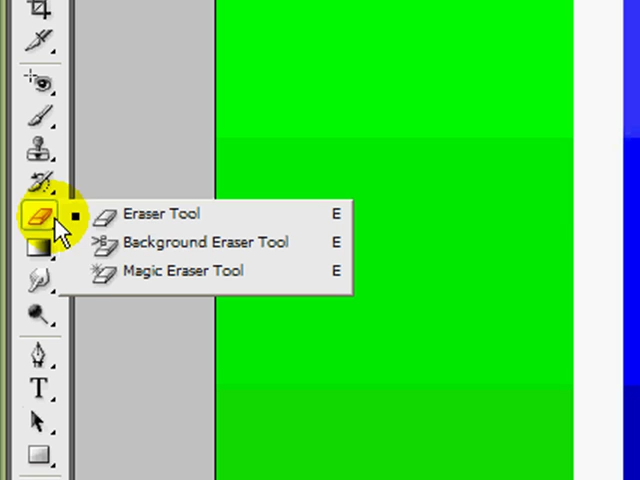 Eraser Tool E
Background Eraser Tool E
Magic Eraser Tool E
T